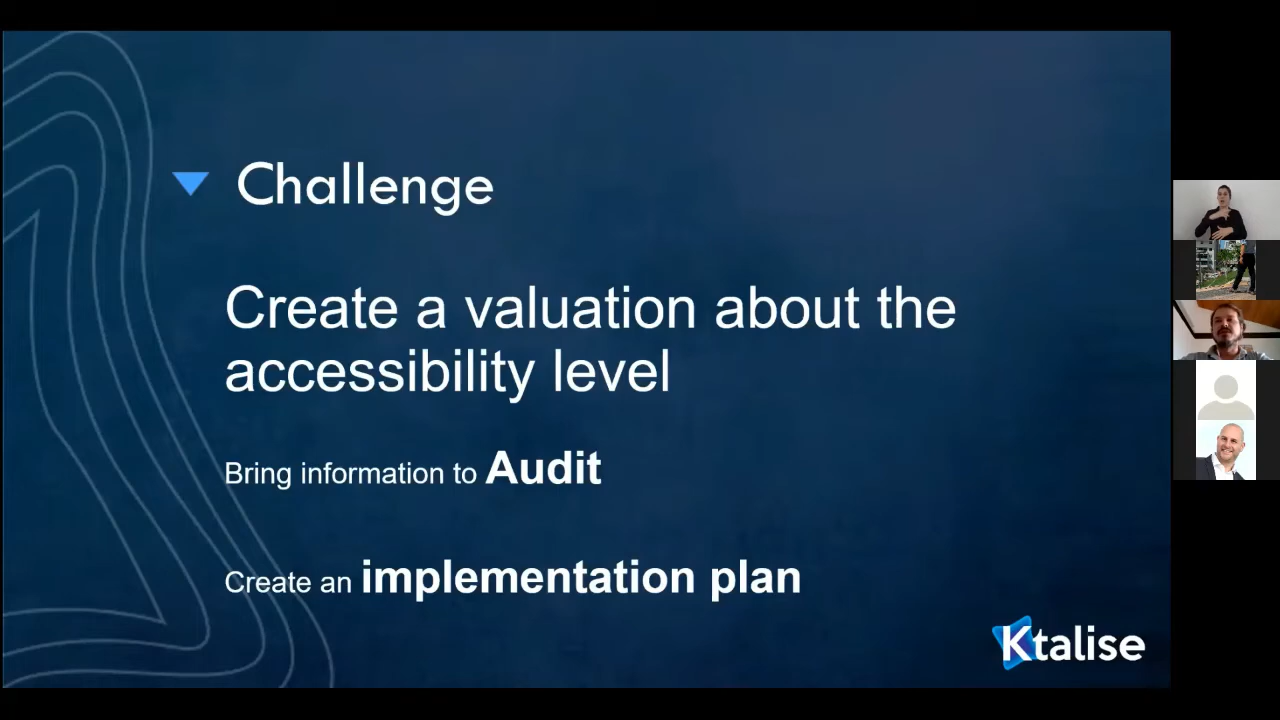 Challenge
Create a valuation about the
accessibility level
Bring information to Audit
Create an implementation plan
Ktalise